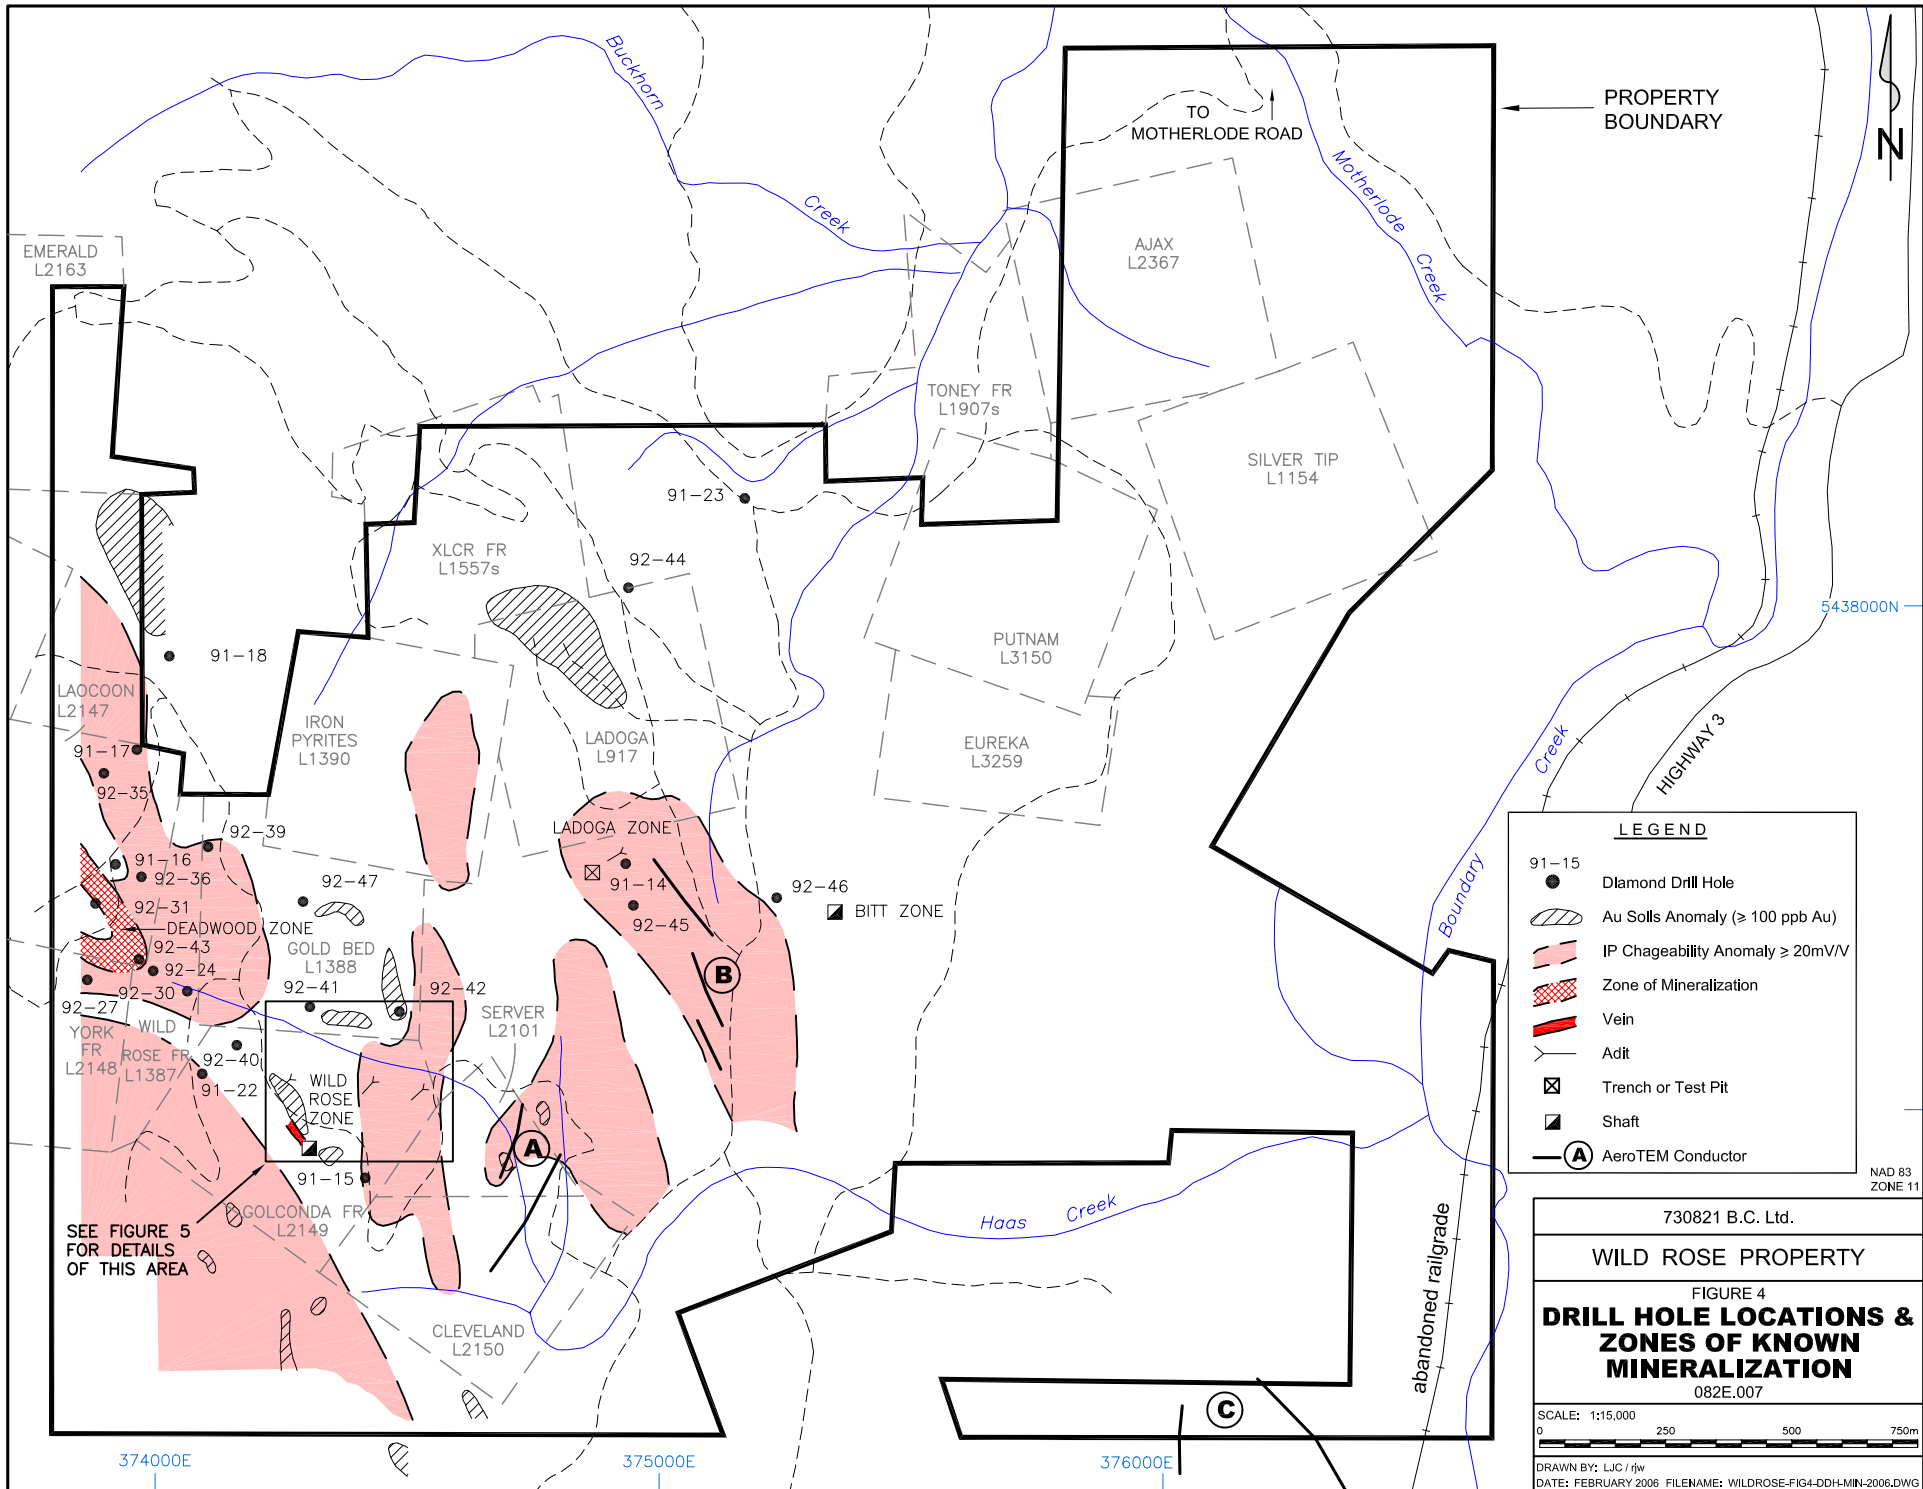 Buckhorn
Creek
TO
MOTHERLODE ROAD
PROPERTY
BOUNDARY
N
Motherlode
Creek
EMERALD
L2163
AJAX
L2367
TONEY FR
L1907s
SILVER TIP
L1154
91-23
92-44
XLCR FR
L1557s
5438000N
PUTNAM
L3150
91-18
LAOCOON
L2147
IRON
PYRITES
L1390
LADOGA
L917
EUREKA
L3259
Creek
HIGHWAY 3
91-17
92-35
92-39
LADOGA ZONE
91-16
92-36
92-47
91-14
92-46
92-31
92-45
BITT ZONE
DEADWOOD ZONE
92-43
GOLD BED
L1388
92-24
B
Boundary
92-27
92-30
92-41
92-42
SERVER
L2101
YORK
FR
L2148
WILD
ROSE FR
L1387
92-40
91-22
WILD
ROSE
ZONE
A
91-15
GOLCONDA FR
L2149
SEE FIGURE 5
FOR DETAILS
OF THIS AREA
Haas Creek
CLEVELAND
L2150
abandoned railgrade
C
374000E
375000E
376000E
LEGEND
91-15
Diamond Drill Hole
Au Soils Anomaly (≥ 100 ppb Au)
IP Chageability Anomaly ≥ 20mV/V
Zone of Mineralization
Vein
Adit
Trench or Test Pit
Shaft
A AeroTEM Conductor
NAD 83
ZONE 11
730821 B.C. Ltd.
WILD ROSE PROPERTY
FIGURE 4
DRILL HOLE LOCATIONS &
ZONES OF KNOWN
MINERALIZATION
082E.007
SCALE: 1:15,000
0 250 500 750m
DRAWN BY: LJC / rjw
DATE: FEBRUARY 2006 FILENAME: WILDROSE-FIG4-DDH-MIN-2006.DWG